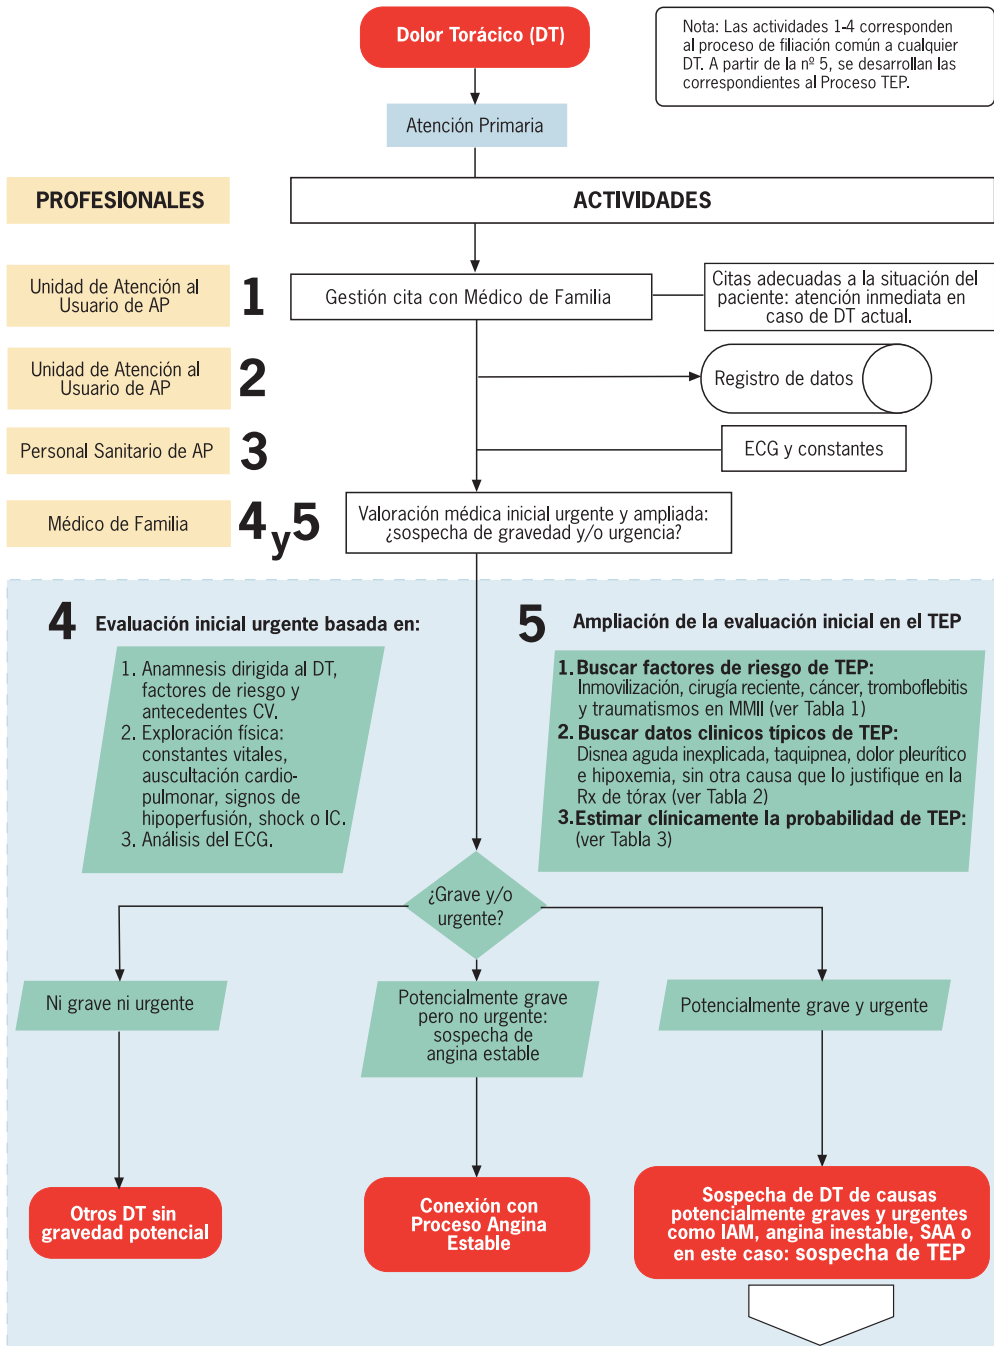 Dolor Torácico (DT)
Nota: Las actividades 1-4 corresponden
al proceso de filiación común a cualquier
DT. A partir de la nº 5, se desarrollan las
correspondientes al Proceso TEP.
Atención Primaria
PROFESIONALES
ACTIVIDADES
Unidad de Atención al
Usuario de AP
1
Gestión cita con Médico de Familia
Citas adecuadas a la situación del
paciente: atención inmediata en
caso de DT actual.
Unidad de Atención al
Usuario de AP
2
Registro de datos
Personal Sanitario de AP
3
ECG y constantes
Médico de Familia
4 y 5
Valoración médica inicial urgente y ampliada:
¿sospecha de gravedad y/o urgencia?
4 Evaluación inicial urgente basada en:
1. Anamnesis dirigida al DT,
factores de riesgo y
antecedentes CV.
2. Exploración física:
constantes vitales,
auscultación cardio-
pulmonar, signos de
hipoperfusión, shock o IC.
3. Análisis del ECG.
5 Ampliación de la evaluación inicial en el TEP
1. Buscar factores de riesgo de TEP:
Inmovilización, cirugía reciente, cáncer, tromboflebitis
y traumatismos en MMII (ver Tabla 1)
2. Buscar datos clinicos típicos de TEP:
Disnea aguda inexplicada, taquipnea, dolor pleurítico
e hipoxemia, sin otra causa que lo justifique en la
Rx de tórax (ver Tabla 2)
3. Estimar clínicamente la probabilidad de TEP:
(ver Tabla 3)
¿Grave y/o
urgente?
Ni grave ni urgente
Potencialmente grave
pero no urgente:
sospecha de
angina estable
Potencialmente grave y urgente
Otros DT sin
gravedad potencial
Conexión con
Proceso Angina
Estable
Sospecha de DT de causas
potencialmente graves y urgentes
como IAM, angina inestable, SAA o
en este caso: sospecha de TEP